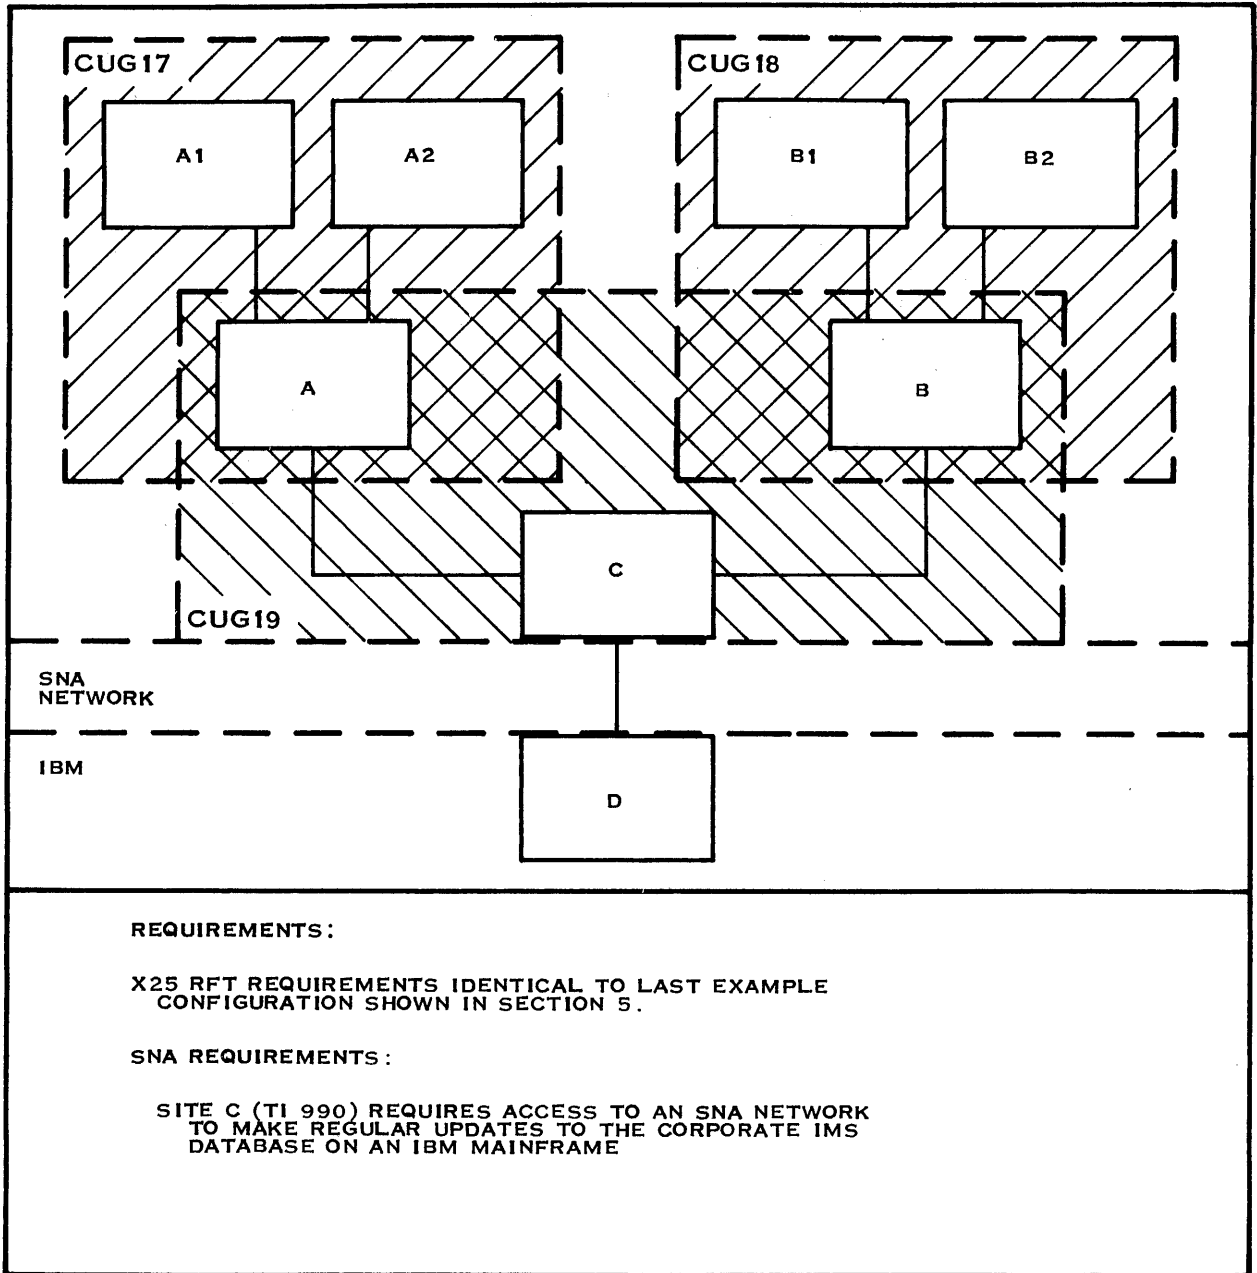 CUG17
CUG18
A1
A2
B1
B2
A
B
C
CUG19
SNA
NETWORK
IBM
D
REQUIREMENTS:
X25 RFT REQUIREMENTS IDENTICAL TO LAST EXAMPLE
CONFIGURATION SHOWN IN SECTION 5.
SNA REQUIREMENTS:
SITE C (TI 990) REQUIRES ACCESS TO AN SNA NETWORK
TO MAKE REGULAR UPDATES TO THE CORPORATE IMS
DATABASE ON AN IBM MAINFRAME